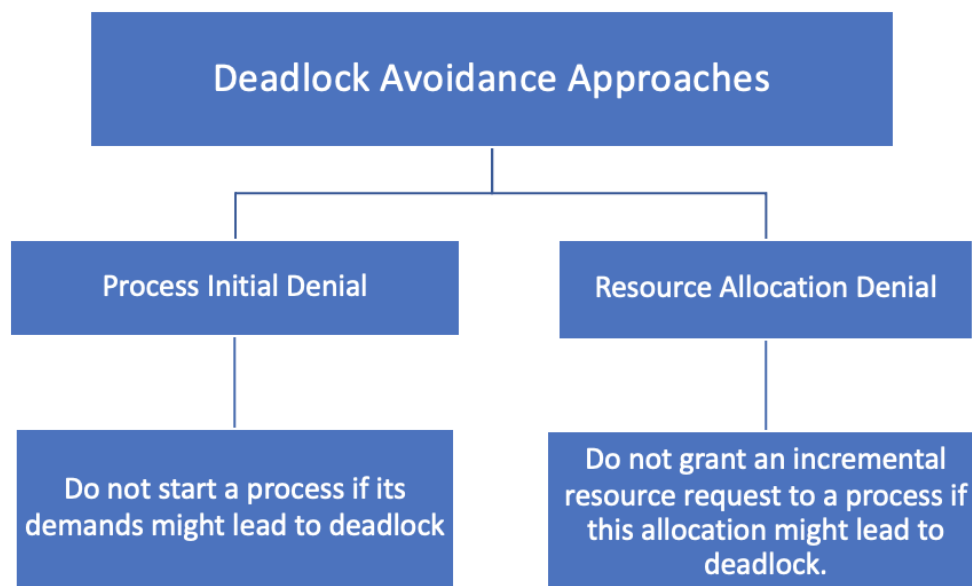 Deadlock Avoidance Approaches
Process Initial Denial
Resource Allocation Denial
Do not start a process if its
demands might lead to deadlock
Do not grant an incremental
resource request to a process if
this allocation might lead to
deadlock.